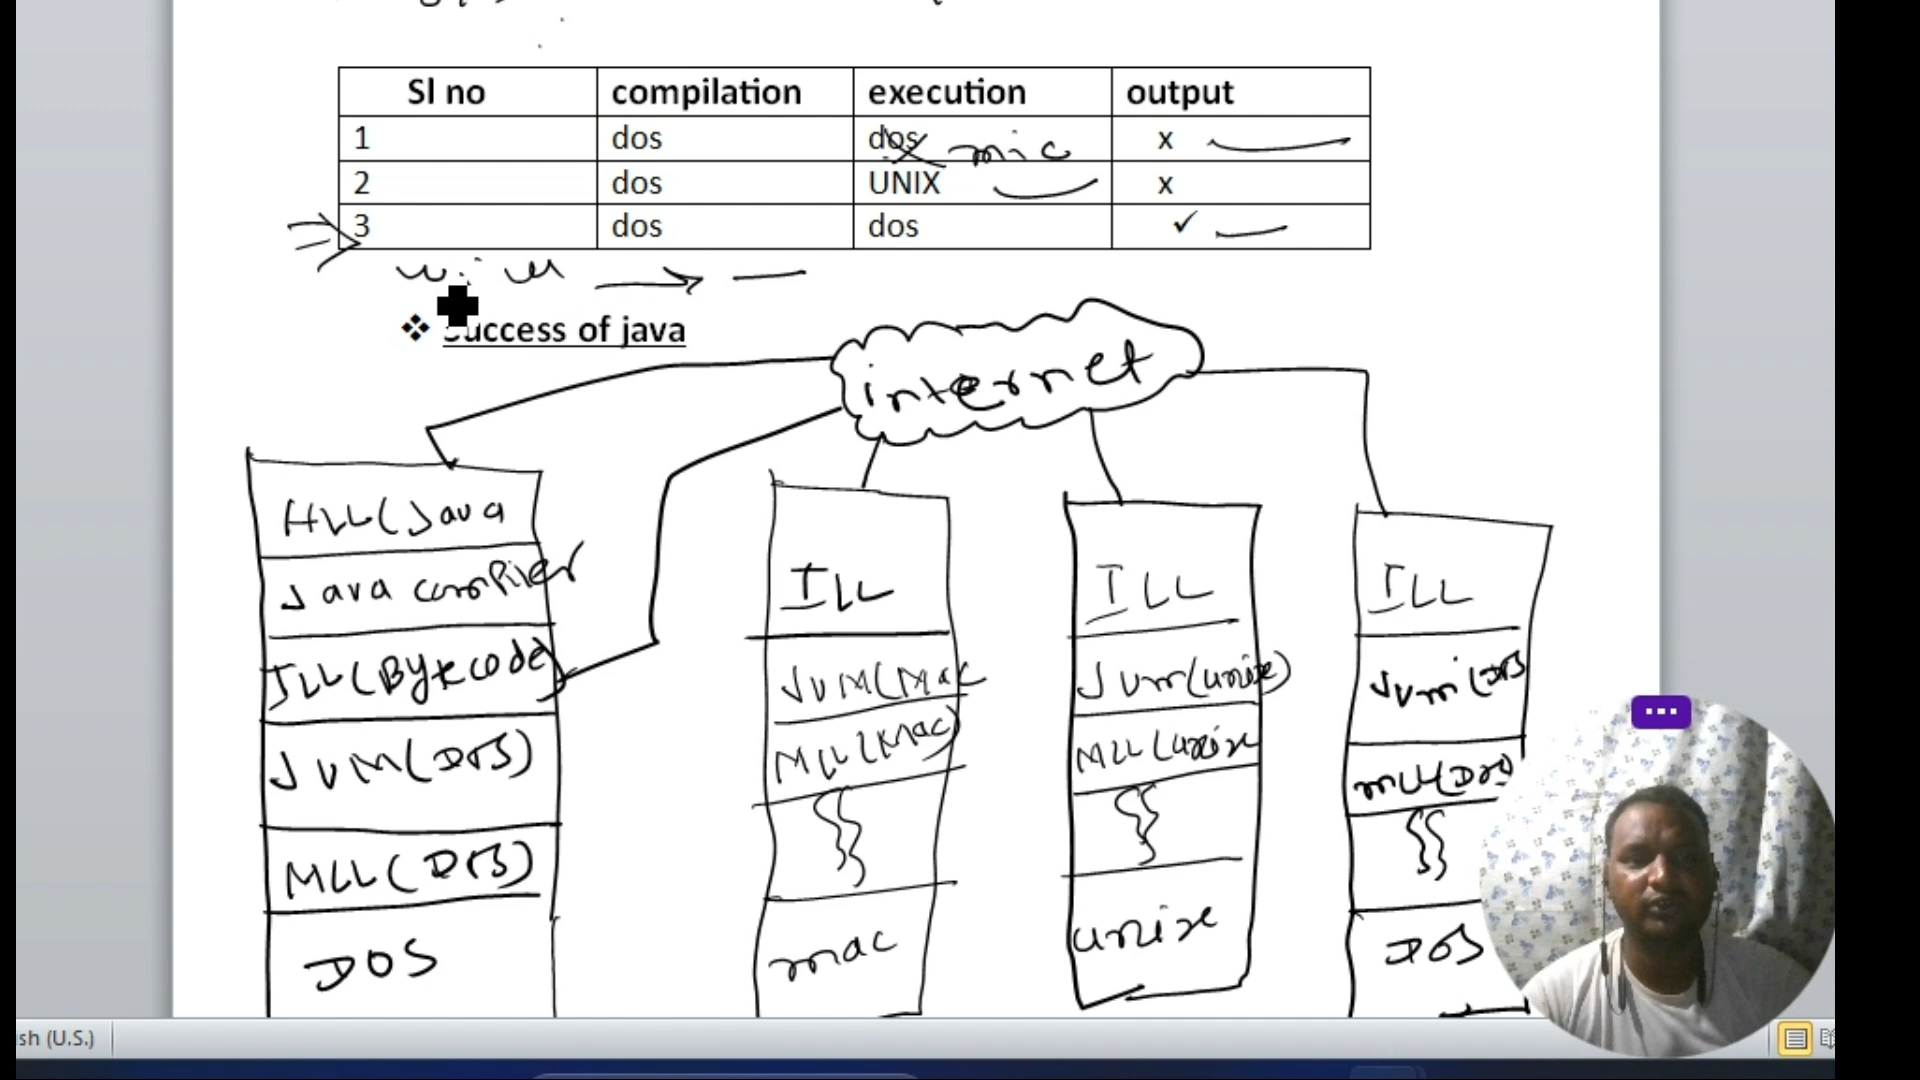 Sl no compilation execution output
1 dos dos mic x
2 dos UNIX x
3 dos dos ✓
❖ Success of java
internet
HLL(Java
Java compiler
ILL(Bytecode)
JVM(DOS)
MLL(DOS)
DOS
ILL
JVM(Mac
MLL(Mac)
mac
ILL
JVM(unix)
MLL(unix
unix
ILL
JVM(DOS
MLL(DOS)
DOS
sh (U.S.)